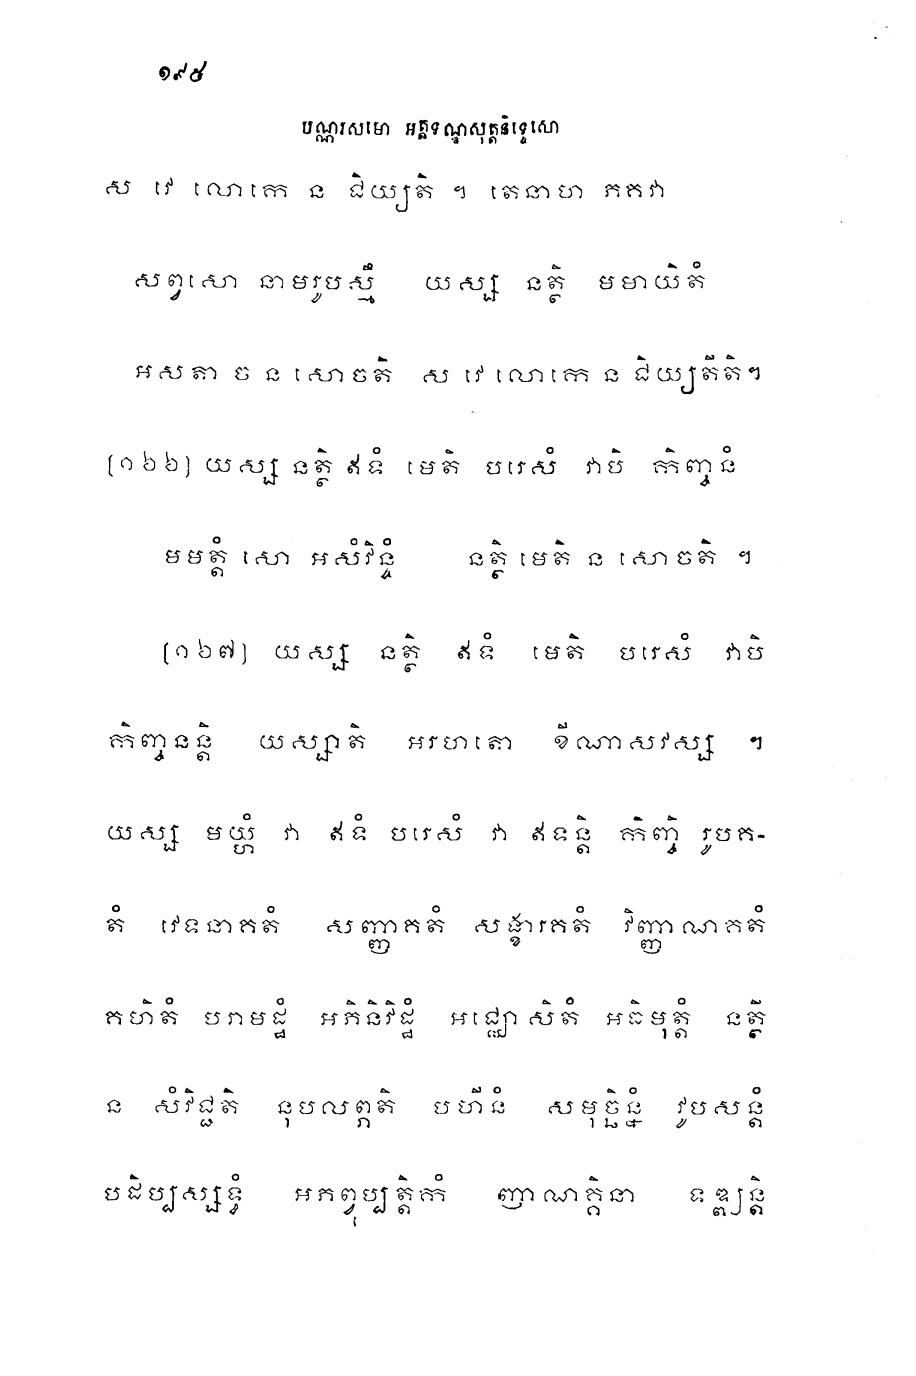 ១៩៥
បណ្ណរសមោ អត្តទណ្ឌសុត្តនិទ្ទេសោ
ស វេ លោកេ ន ជិយ្យតិ ។ តេនាហ ភគវា
សព្វសោ នាមរូបស្មឹ យស្ស នត្ថិ មមាយិតំ
អសតា ច ន សោចតិ ស វេ លោកេ ន ជិយ្យតីតិ។
(១៦៦) យស្ស នត្ថិ ឥទំ មេតិ បរេសំ វាបិ កិញ្ចនំ
មមត្តំ សោ អសំវិន្ទំ នត្ថិ មេតិ ន សោចតិ ។
(១៦៧) យស្ស នត្ថិ ឥទំ មេតិ បរេសំ វាបិ
កិញ្ចនន្តិ យស្សាតិ អរហតោ ខីណាសវស្ស ។
យស្ស មយ្ហំ វា ឥទំ បរេសំ វា ឥទន្តិ កិញ្ចិ រូបគ-
តំ វេទនាគតំ សញ្ញាគតំ សង្ខារគតំ វិញ្ញាណគតំ
គហិតំ បរាមដ្ឋំ អភិនិវិដ្ឋំ អជ្ឈោសិតំ អធិមុត្តំ នត្ថិ
ន សំវិជ្ជតិ នុបលព្ភតិ បហីនំ សមុច្ឆិន្នំ វូបសន្តំ
បដិប្បស្សទ្ធំ អភព្វុប្បត្តិកំ ញាណគ្គិនា ទឌ្ឍន្តិ